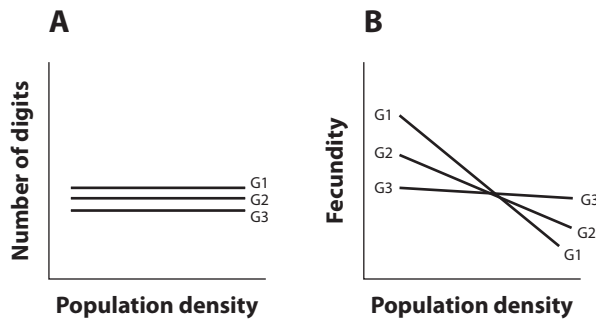 A
Number of digits
G1
G2
G3
Population density
B
Fecundity
G1
G2
G3
G3
G2
G1
Population density